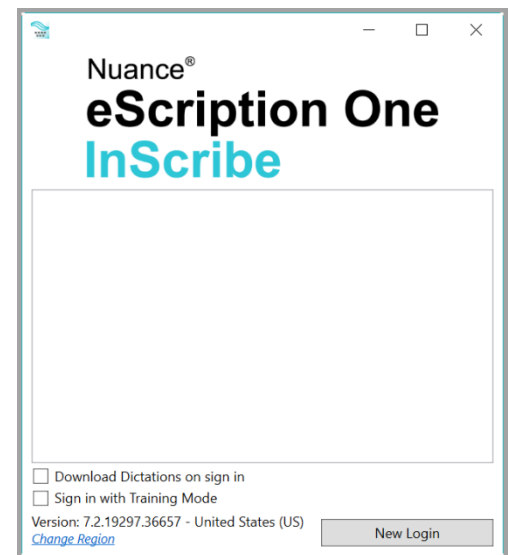 Nuance®
eScription One
InScribe
Download Dictations on sign in
Sign in with Training Mode
Version: 7.2.19297.36657 - United States (US)
Change Region
New Login